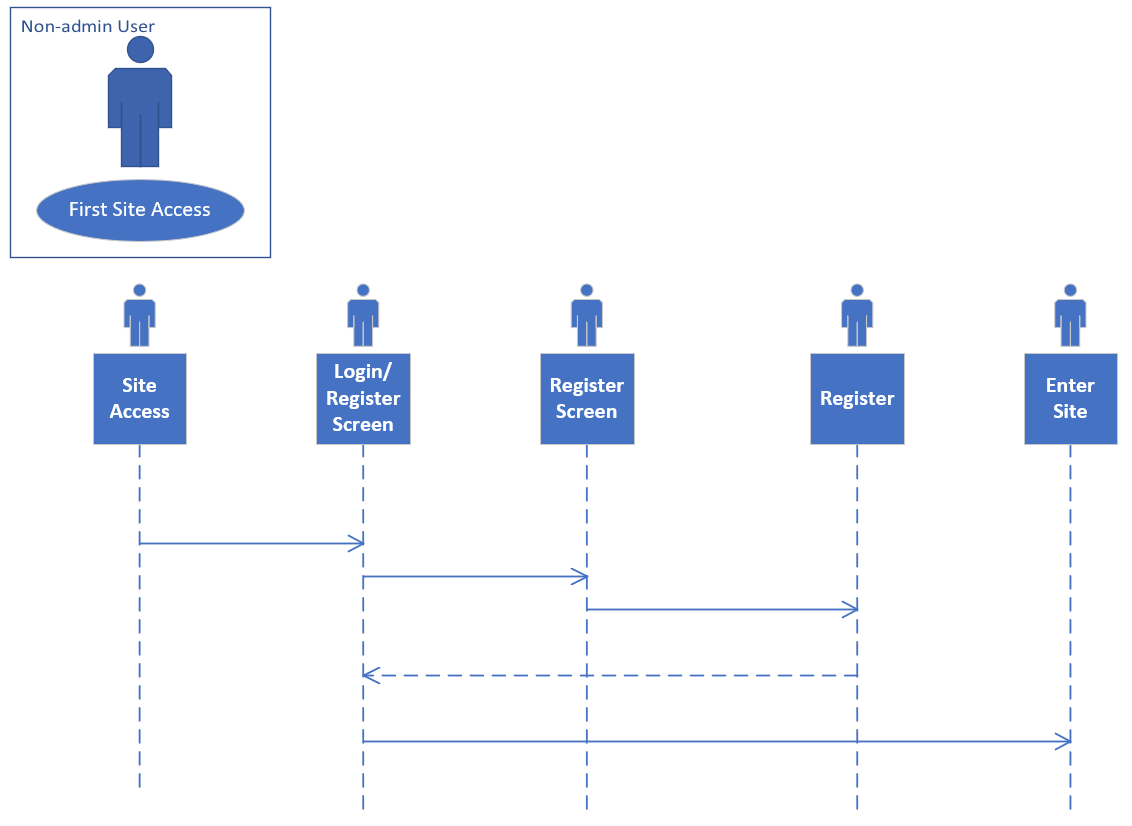 Non-admin User
First Site Access
Site
Access
Login/
Register
Screen
Register
Screen
Register
Enter
Site